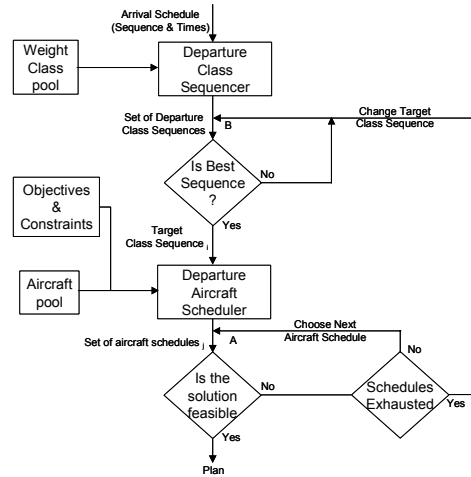 Arrival Schedule
(Sequence & Times)
Weight
Class
pool
Departure
Class
Sequencer
Set of Departure
Class Sequences
B
Change Target
Class Sequence
Is Best
Sequence
?
No
Yes
Objectives
&
Constraints
Target
Class Sequence i
Aircraft
pool
Departure
Aircraft
Scheduler
Set of aircraft schedules j
A
Choose Next
Aircraft Schedule
Is the
solution
feasible
No
No
Schedules
Exhausted
Yes
Yes
Plan